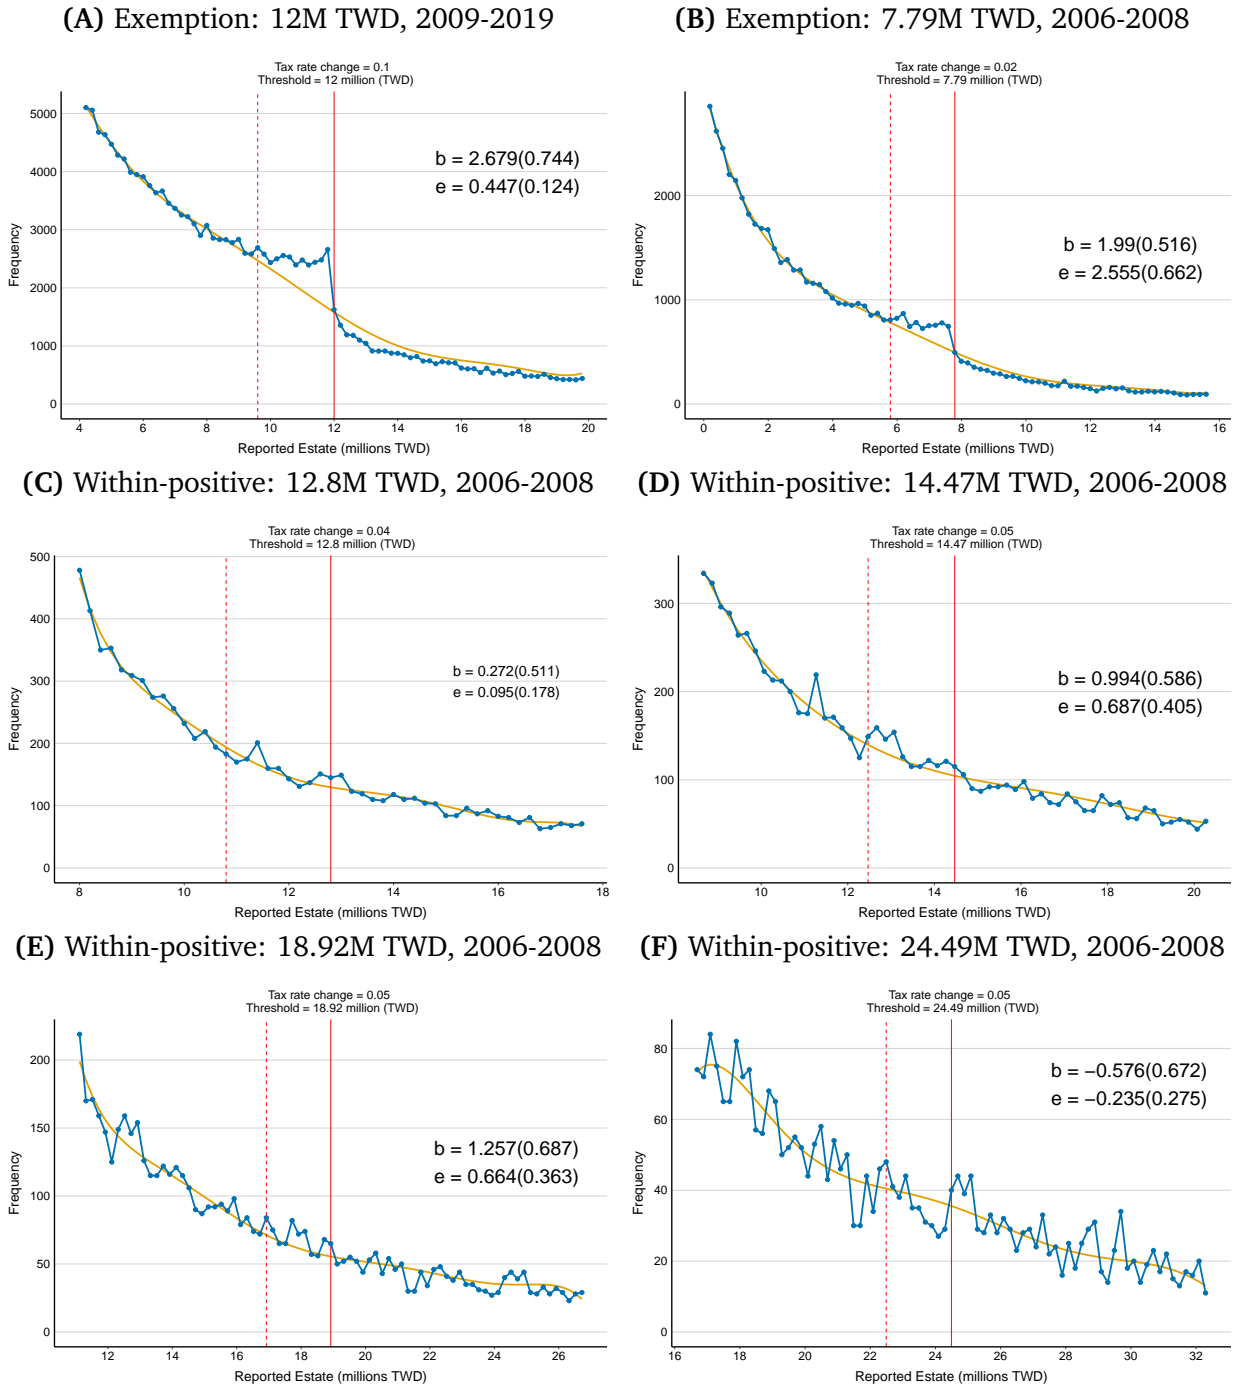 (A) Exemption: 12M TWD, 2009-2019
Tax rate change = 0.1
Threshold = 12 million (TWD)
5000
4000
3000
2000
1000
0
Frequency
b = 2.679(0.744)
e = 0.447(0.124)
4 6 8 10 12 14 16 18 20
Reported Estate (millions TWD)
(B) Exemption: 7.79M TWD, 2006-2008
Tax rate change = 0.02
Threshold = 7.79 million (TWD)
2000
1000
0
Frequency
b = 1.99(0.516)
e = 2.555(0.662)
0 2 4 6 8 10 12 14 16
Reported Estate (millions TWD)
(C) Within-positive: 12.8M TWD, 2006-2008
Tax rate change = 0.04
Threshold = 12.8 million (TWD)
500
400
300
200
100
0
Frequency
b = 0.272(0.511)
e = 0.095(0.178)
8 10 12 14 16 18
Reported Estate (millions TWD)
(D) Within-positive: 14.47M TWD, 2006-2008
Tax rate change = 0.05
Threshold = 14.47 million (TWD)
300
200
100
0
Frequency
b = 0.994(0.586)
e = 0.687(0.405)
10 12 14 16 18 20
Reported Estate (millions TWD)
(E) Within-positive: 18.92M TWD, 2006-2008
Tax rate change = 0.05
Threshold = 18.92 million (TWD)
200
150
100
50
0
Frequency
b = 1.257(0.687)
e = 0.664(0.363)
12 14 16 18 20 22 24 26
Reported Estate (millions TWD)
(F) Within-positive: 24.49M TWD, 2006-2008
Tax rate change = 0.05
Threshold = 24.49 million (TWD)
80
60
40
20
0
Frequency
b = −0.576(0.672)
e = −0.235(0.275)
16 18 20 22 24 26 28 30 32
Reported Estate (millions TWD)